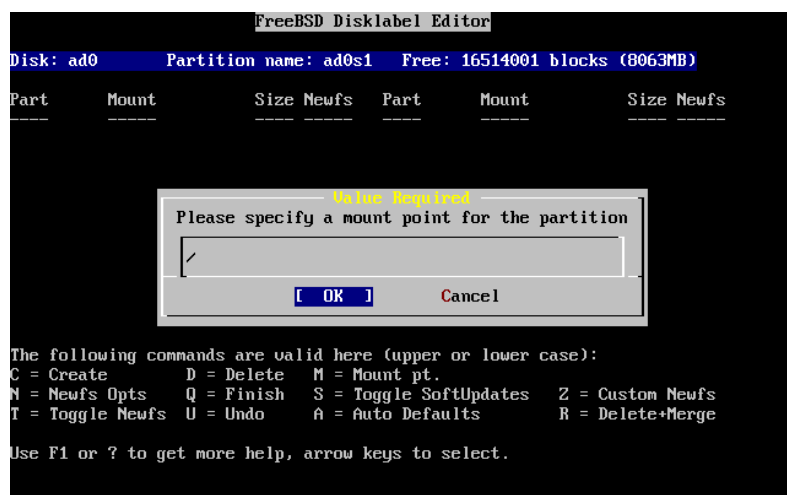 FreeBSD Disklabel Editor
Disk: ad0 Partition name: ad0s1 Free: 16514001 blocks (8063MB)
Part Mount Size Newfs Part Mount Size Newfs
---- ----- ---- ----- ---- ----- ---- -----
Value Required
Please specify a mount point for the partition
/
[ OK ] Cancel
The following commands are valid here (upper or lower case):
C = Create D = Delete M = Mount pt.
N = Newfs Opts Q = Finish S = Toggle SoftUpdates Z = Custom Newfs
T = Toggle Newfs U = Undo A = Auto Defaults R = Delete+Merge
Use F1 or ? to get more help, arrow keys to select.